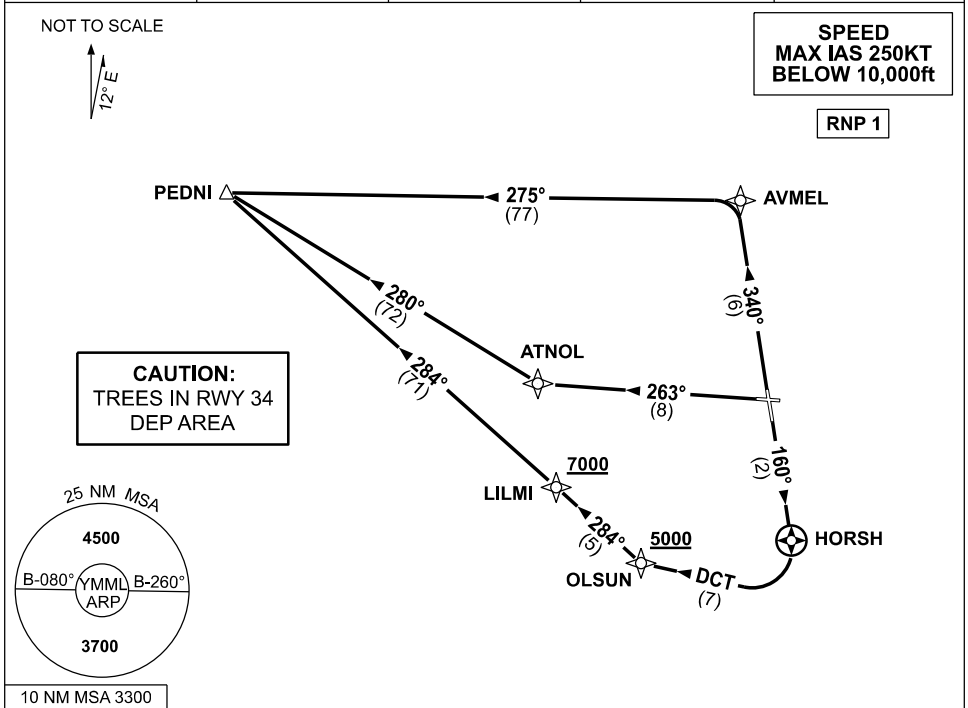 NOT TO SCALE
12° E
SPEED
MAX IAS 250KT
BELOW 10,000ft
RNP 1
PEDNI
275°
(77)
AVMEL
280°
(72)
340°
(6)
284°
(71)
ATNOL
263°
(8)
CAUTION:
TREES IN RWY 34
DEP AREA
160°
(2)
7000
LILMI
284°
(5)
5000
OLSUN
DCT
(7)
HORSH
25 NM MSA
4500
B-080°
YMML
ARP
B-260°
3700
10 NM MSA 3300